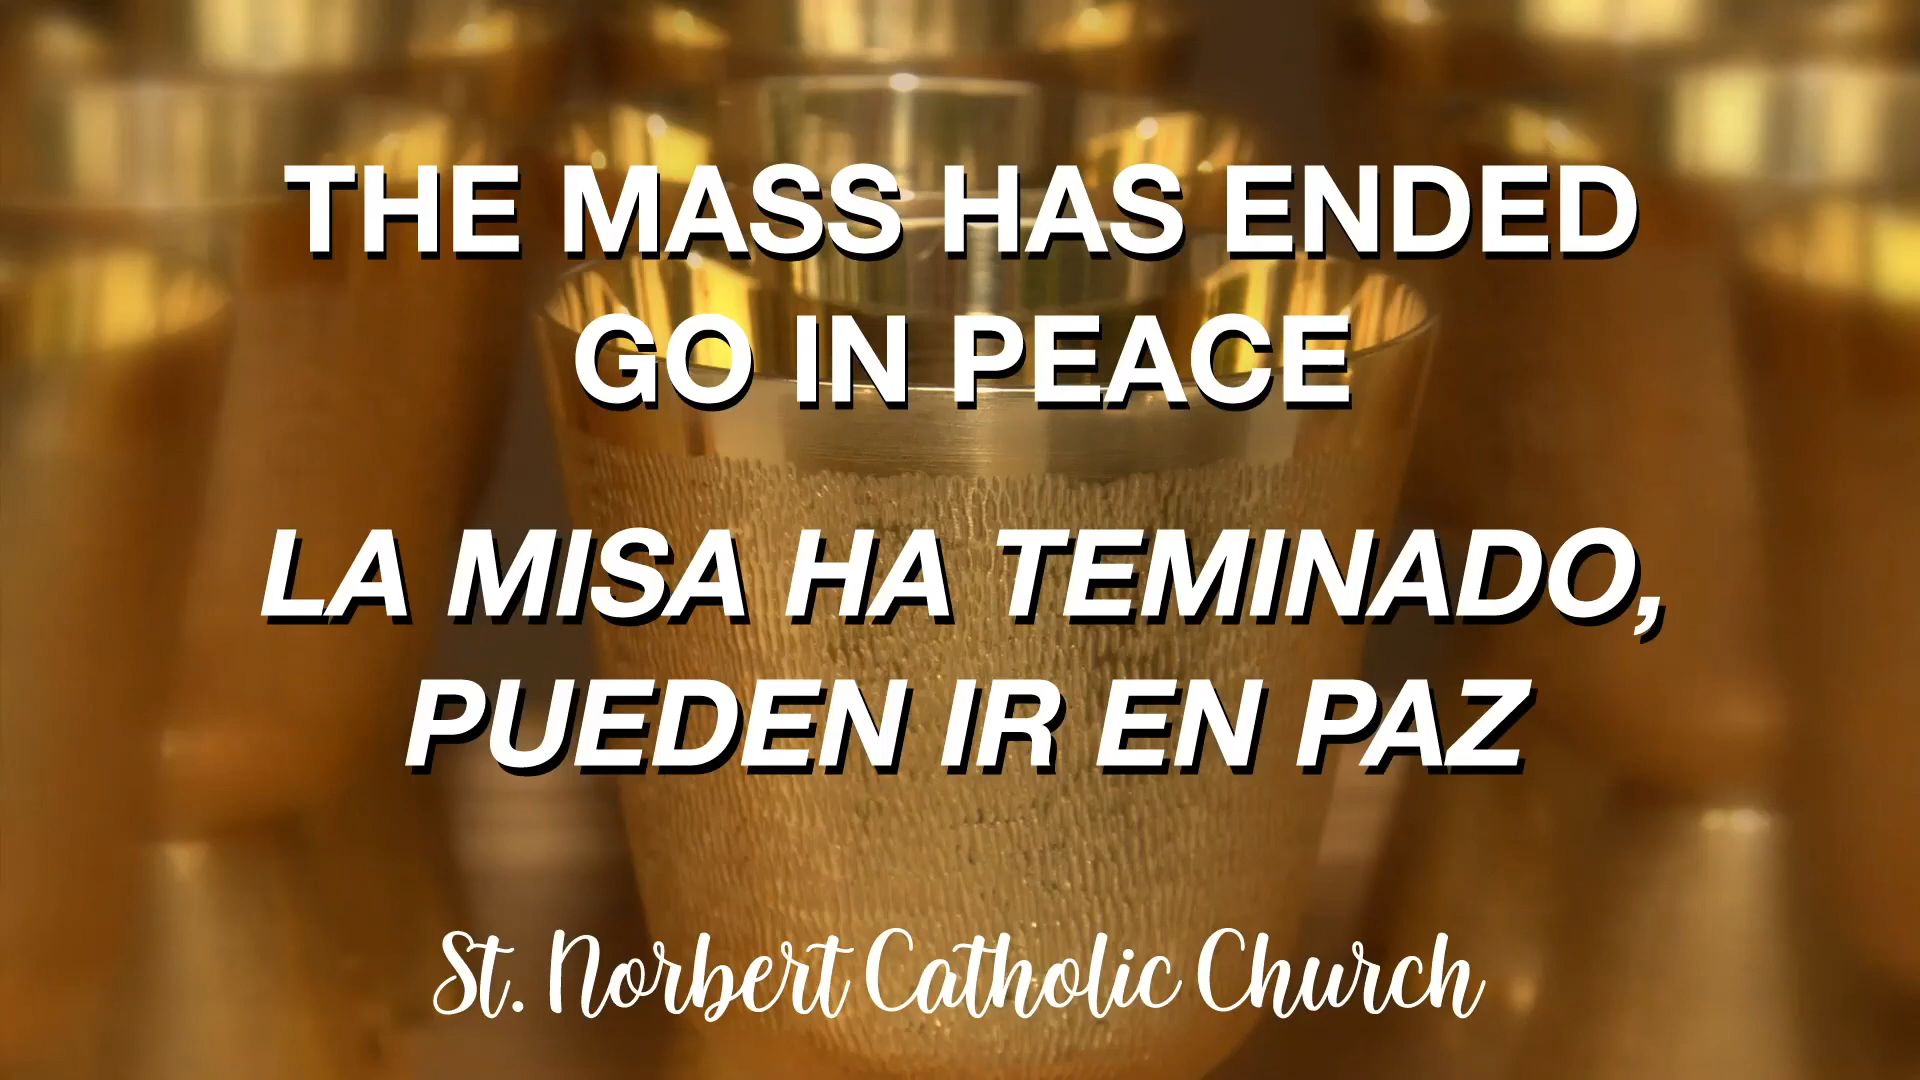 THE MASS HAS ENDED
GO IN PEACE
LA MISA HA TEMINADO,
PUEDEN IR EN PAZ
St. Norbert Catholic Church